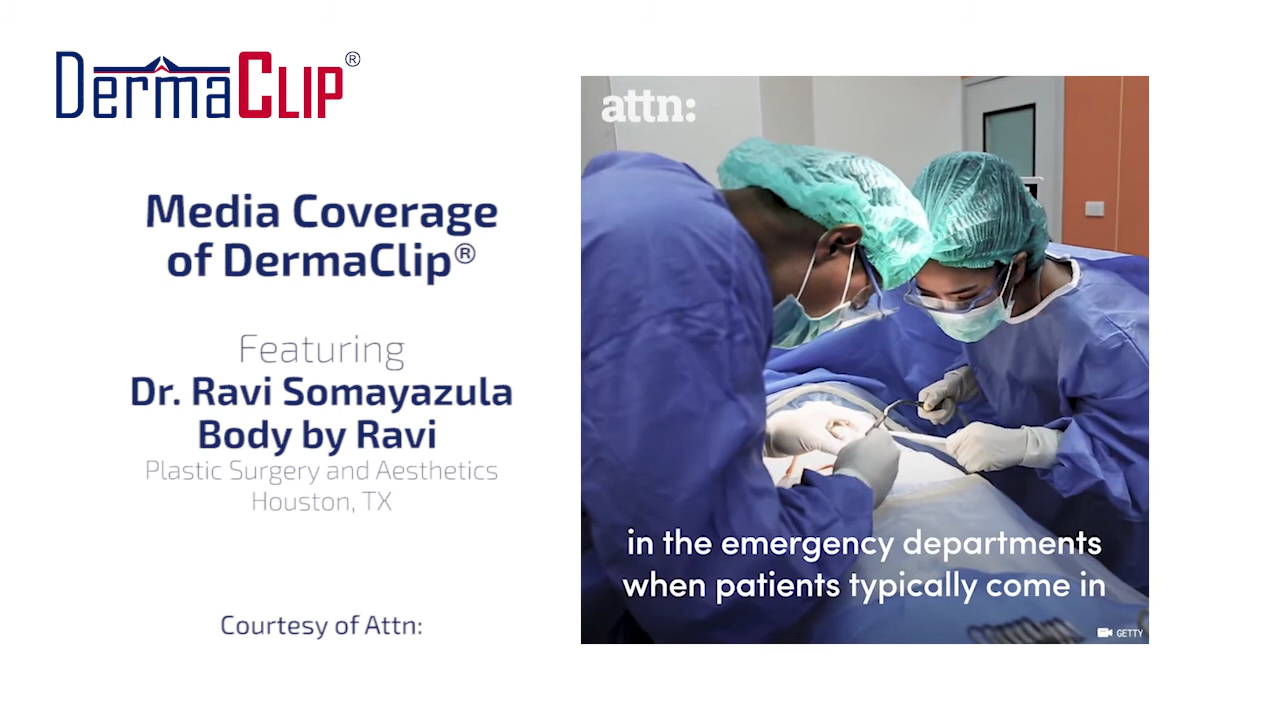 DermaClip®
Media Coverage
of DermaClip®
Featuring
Dr. Ravi Somayazula
Body by Ravi
Plastic Surgery and Aesthetics
Houston, TX
Courtesy of Attn:
attn:
in the emergency departments
when patients typically come in
GETTY